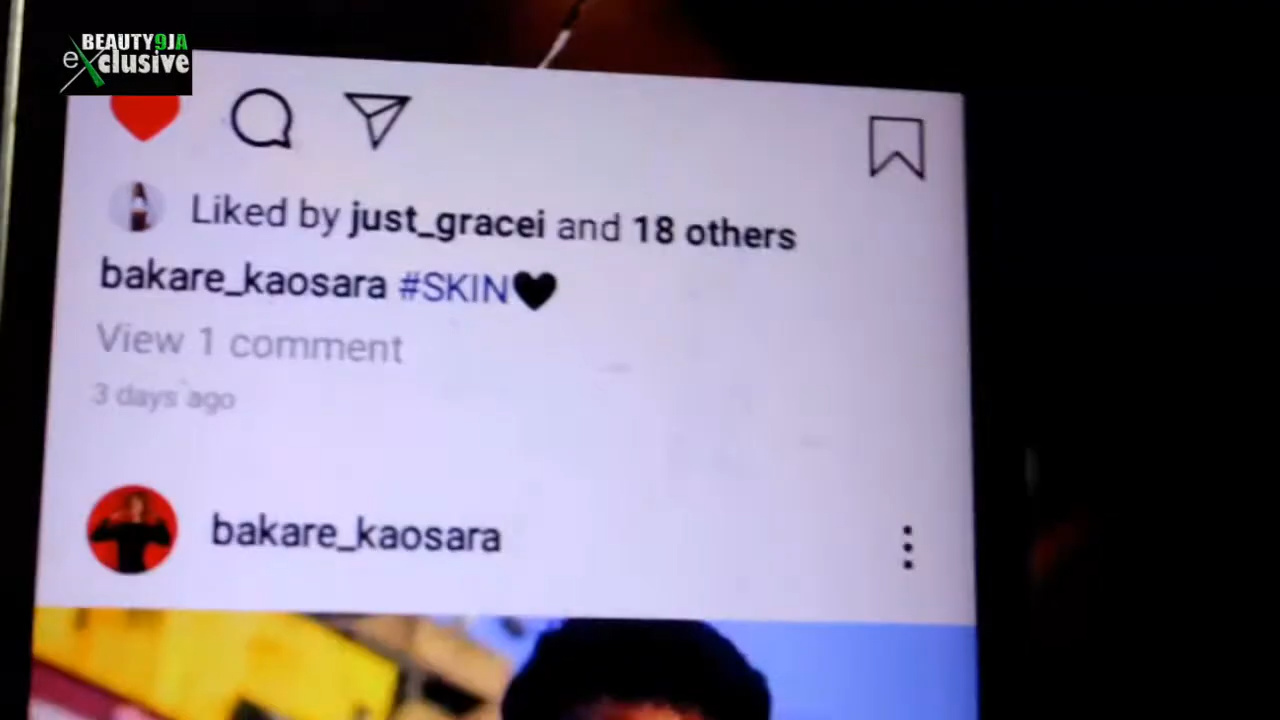 BEAUTY9JA
exclusive
Liked by just_gracei and 18 others
bakare_kaosara #SKIN🖤
View 1 comment
3 days ago
bakare_kaosara